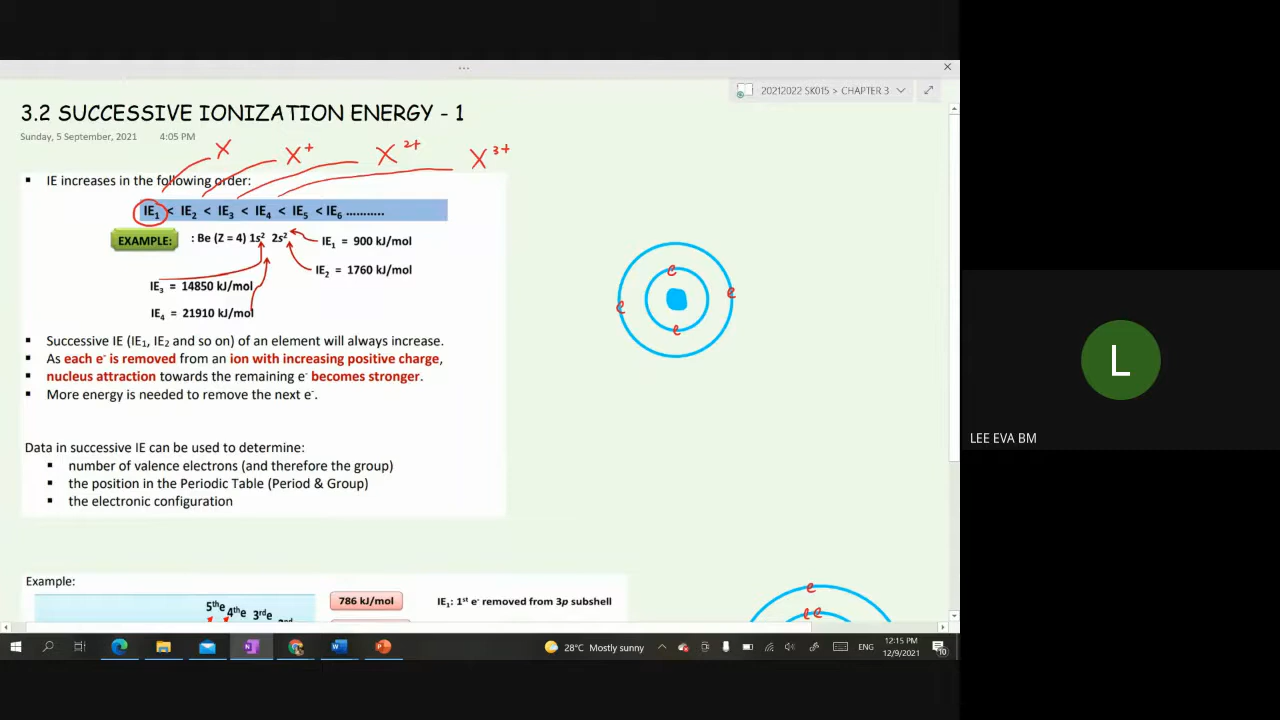 20212022 SK015 > CHAPTER 3
3.2 SUCCESSIVE IONIZATION ENERGY - 1
Sunday, 5 September, 2021 4:05 PM
X X⁺ X²⁺ X³⁺
▪ IE increases in the following order:
IE₁ < IE₂ < IE₃ < IE₄ < IE₅ < IE₆ ...........
EXAMPLE: : Be (Z = 4) 1s² 2s² IE₁ = 900 kJ/mol
IE₂ = 1760 kJ/mol
IE₃ = 14850 kJ/mol
IE₄ = 21910 kJ/mol
e
e e
e
▪ Successive IE (IE₁, IE₂ and so on) of an element will always increase.
▪ As each e⁻ is removed from an ion with increasing positive charge,
▪ nucleus attraction towards the remaining e⁻ becomes stronger.
▪ More energy is needed to remove the next e⁻.
Data in successive IE can be used to determine:
▪ number of valence electrons (and therefore the group)
▪ the position in the Periodic Table (Period & Group)
▪ the electronic configuration
Example:
5ᵗʰe 4ᵗʰe 3ʳᵈe
786 kJ/mol IE₁: 1ˢᵗ e⁻ removed from 3p subshell
e
e e
28°C Mostly sunny
ENG
12:15 PM
12/9/2021
10
L
LEE EVA BM